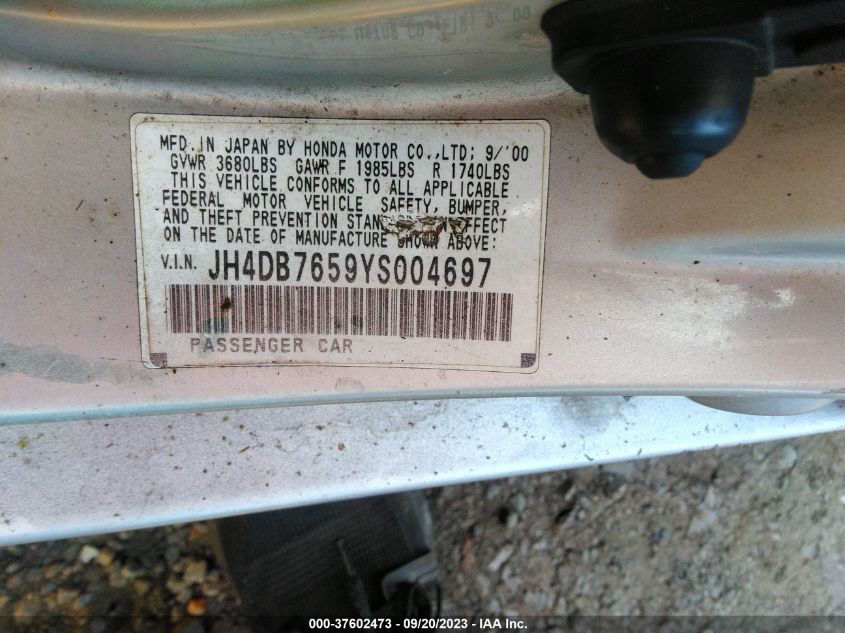 MFD. IN JAPAN BY HONDA MOTOR CO.,LTD; 9/'00
GVWR 3680LBS GAWR F 1985LBS R 1740LBS
THIS VEHICLE CONFORMS TO ALL APPLICABLE
FEDERAL MOTOR VEHICLE SAFETY, BUMPER,
AND THEFT PREVENTION EFFECT
ON THE DATE OF MANUFACTURE SHOWN ABOVE:
V.I.N. JH4DB7659YS004697
PASSENGER CAR
000-37602473 - 09/20/2023 - IAA Inc.